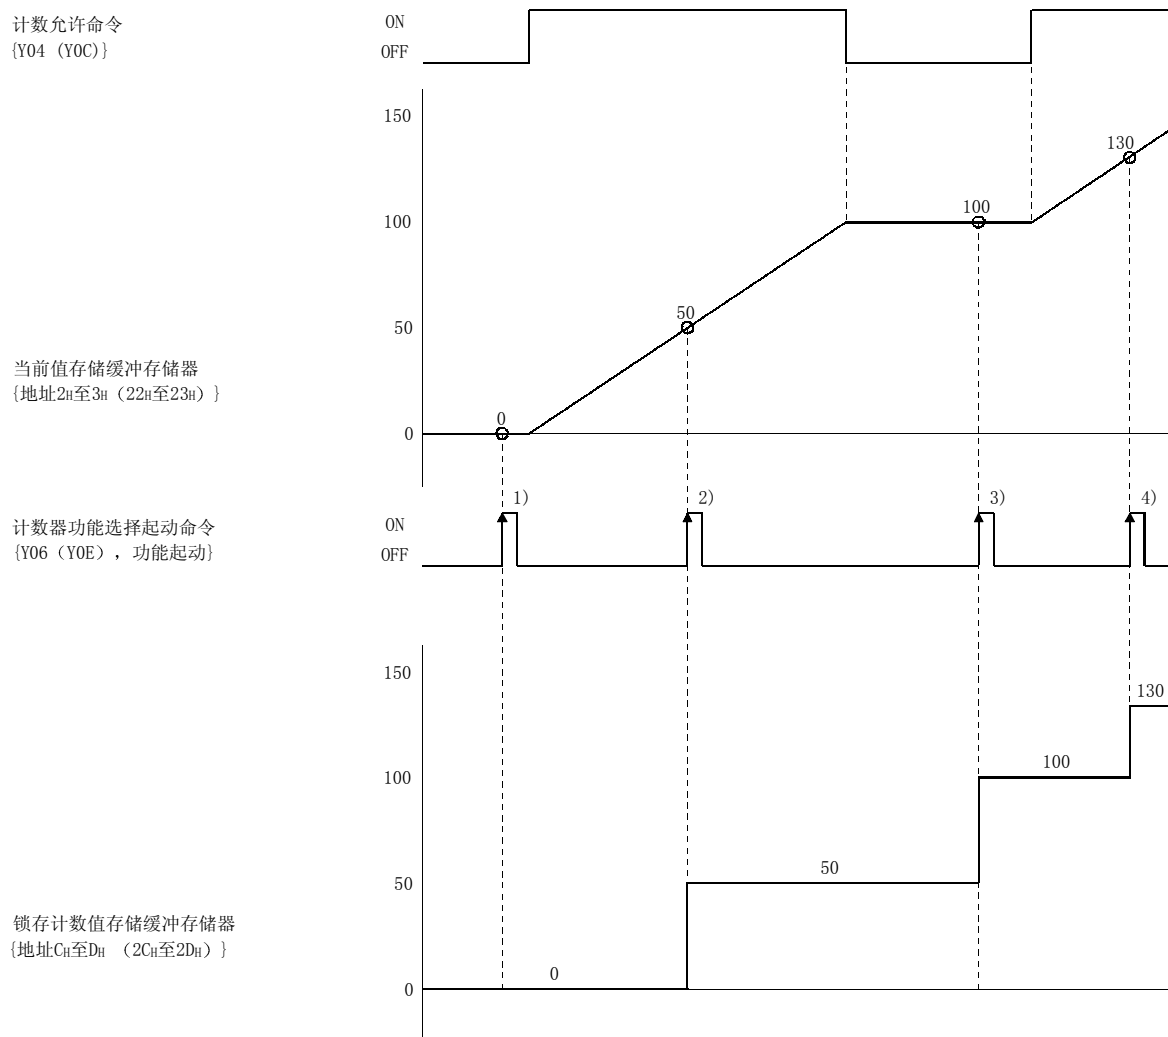 计数允许命令
{Y04 (Y0C)}
ON
OFF
150
130
100
100
50
50
当前值存储缓冲存储器
{地址2H至3H（22H至23H）}
0
0
1)
2)
3)
4)
计数器功能选择起动命令
{Y06（Y0E），功能起动}
ON
OFF
150
130
100
100
50
50
锁存计数值存储缓冲存储器
{地址CH至DH （2CH至2DH）}
0
0